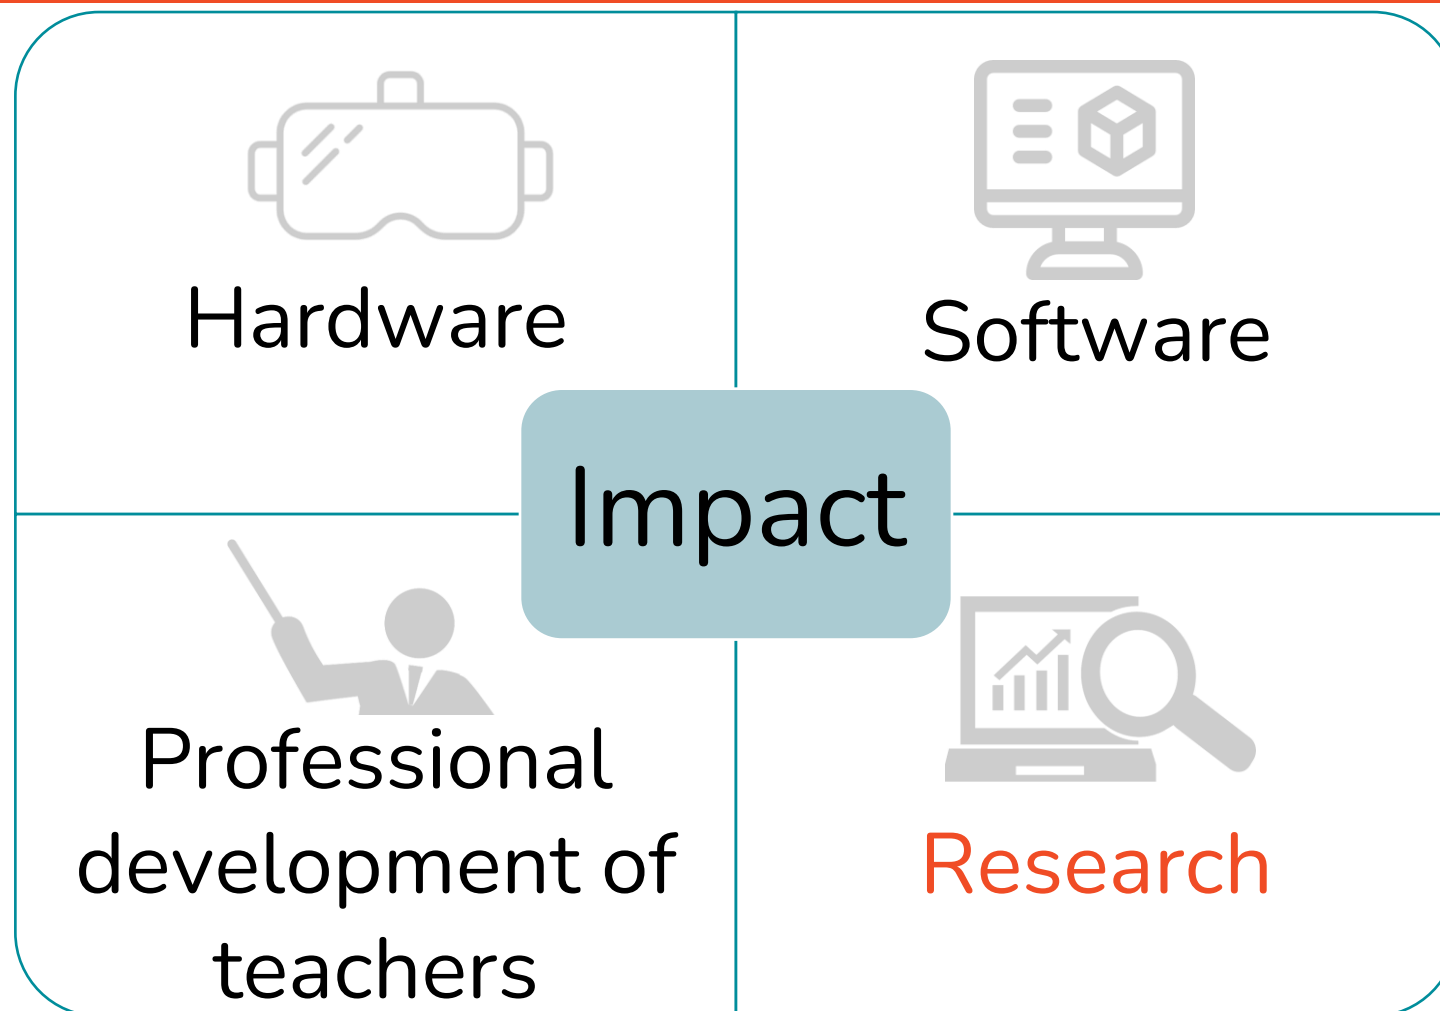 Hardware
Software
Impact
Professional
development of
teachers
Research